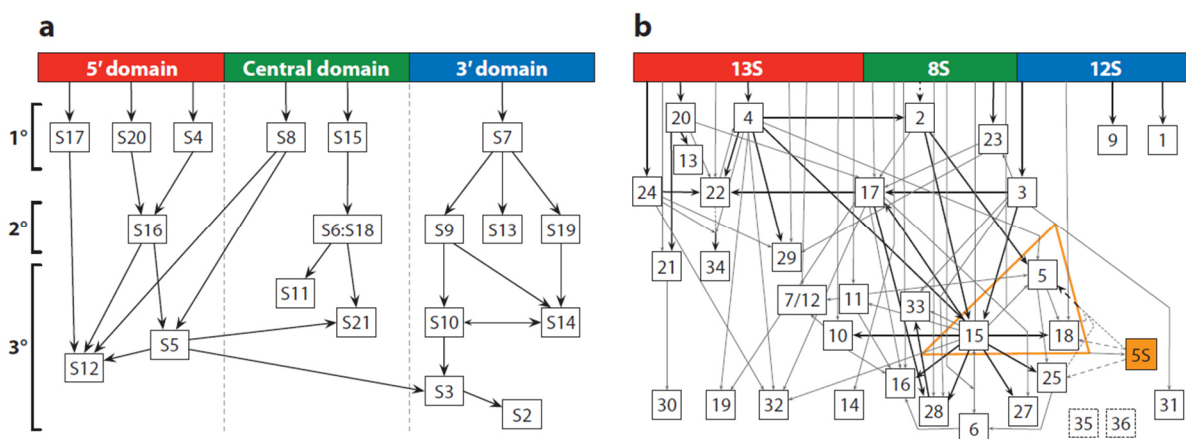 a
5′ domain Central domain 3′ domain
1°
S17 S20 S4 S8 S15 S7
2°
S16 S6:S18 S9 S13 S19
3°
S11
S5 S21 S10 S14
S12
S3
S2
b
13S 8S 12S
20 4 2 23 9 1
13
24 22 17 3
21 34 29 5
7/12 11 33
10 15 18 5S
16 25
30 19 32 14 28 27 31
6 35 36